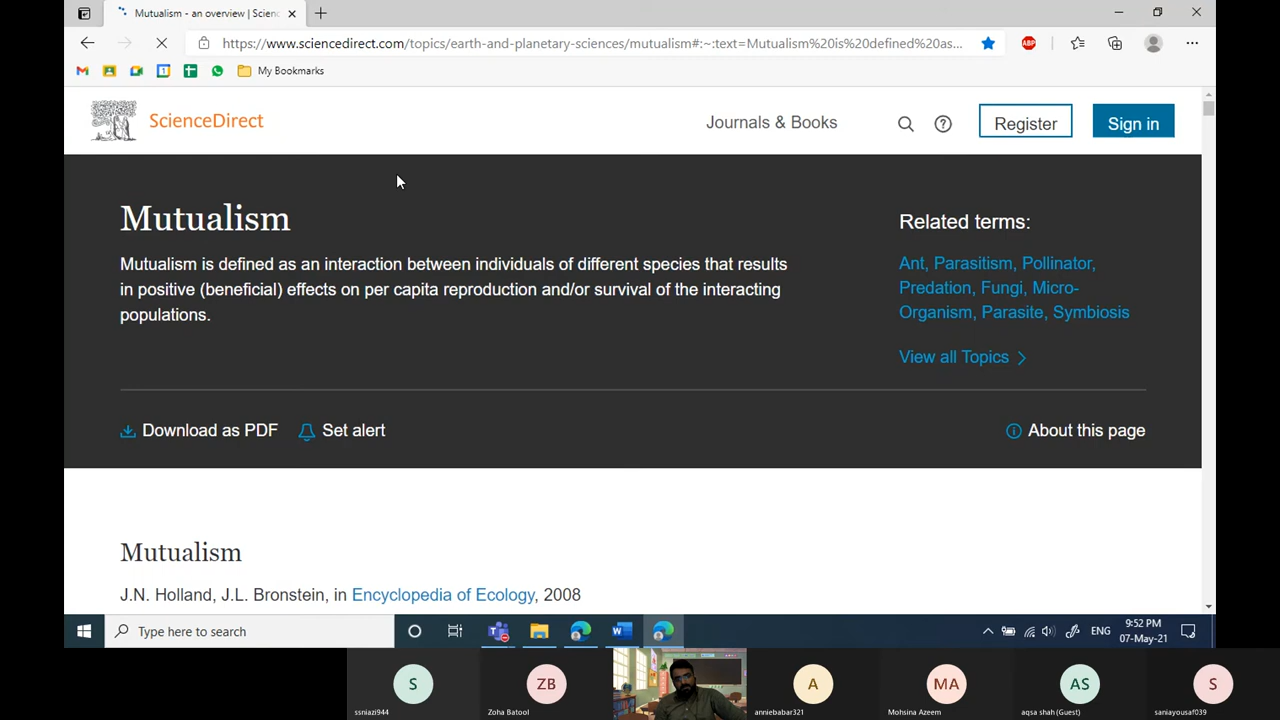 Mutualism - an overview | Scienc
https://www.sciencedirect.com/topics/earth-and-planetary-sciences/mutualism#:~:text=Mutualism%20is%20defined%20as...
ABP
My Bookmarks
ScienceDirect
Journals & Books
Register
Sign in
Mutualism
Mutualism is defined as an interaction between individuals of different species that results
in positive (beneficial) effects on per capita reproduction and/or survival of the interacting
populations.
Related terms:
Ant, Parasitism, Pollinator,
Predation, Fungi, Micro-
Organism, Parasite, Symbiosis
View all Topics
Download as PDF
Set alert
About this page
Mutualism
J.N. Holland, J.L. Bronstein, in Encyclopedia of Ecology, 2008
Type here to search
ENG
9:52 PM
07-May-21
S
ZB
A
MA
AS
S
ssniazi944
Zoha Batool
anniebabar321
Mohsina Azeem
aqsa shah (Guest)
saniayousaf039